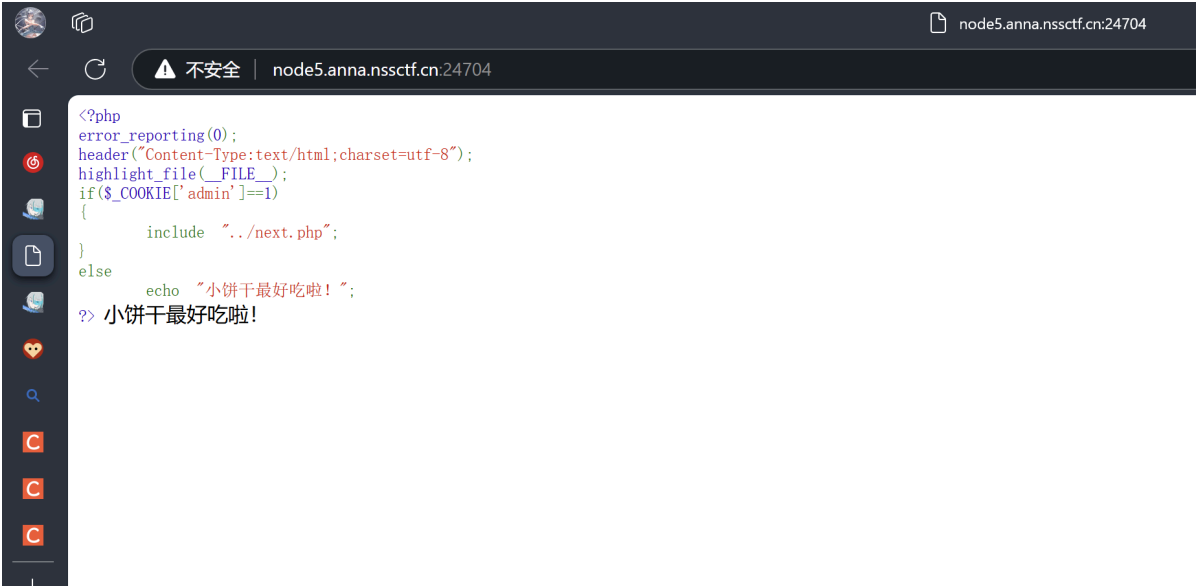 node5.anna.nssctf.cn:24704
不安全 node5.anna.nssctf.cn:24704
<?php
error_reporting(0);
header("Content-Type:text/html;charset=utf-8");
highlight_file(__FILE__);
if($_COOKIE['admin']==1)
{
        include  "../next.php";
}
else
        echo  "小饼干最好吃啦！";
?> 小饼干最好吃啦！
C
C
C